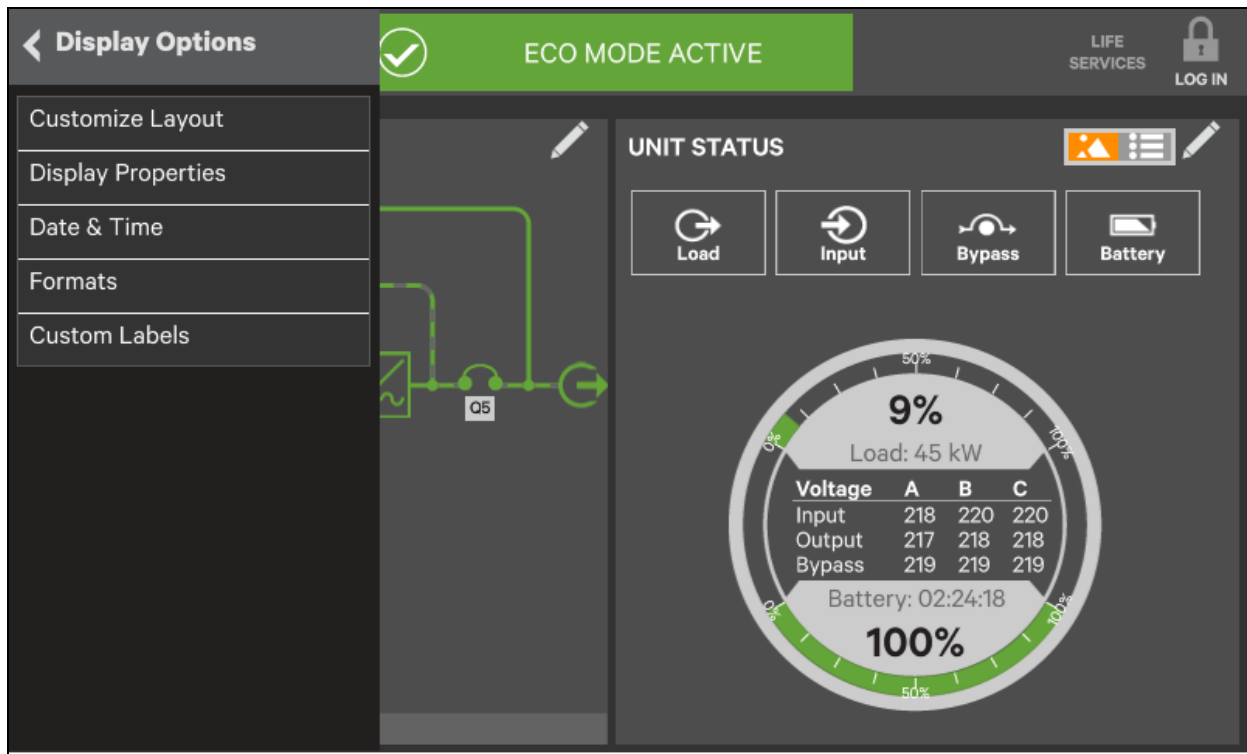 Display Options
ECO MODE ACTIVE
LIFE
SERVICES
LOG IN
Customize Layout
Display Properties
Date & Time
Formats
Custom Labels
Q5
UNIT STATUS
Load
Input
Bypass
Battery
50%
0%
100%
9%
Load: 45 kW
Voltage A B C
Input 218 220 220
Output 217 218 218
Bypass 219 219 219
Battery: 02:24:18
0%
100%
100%
50%